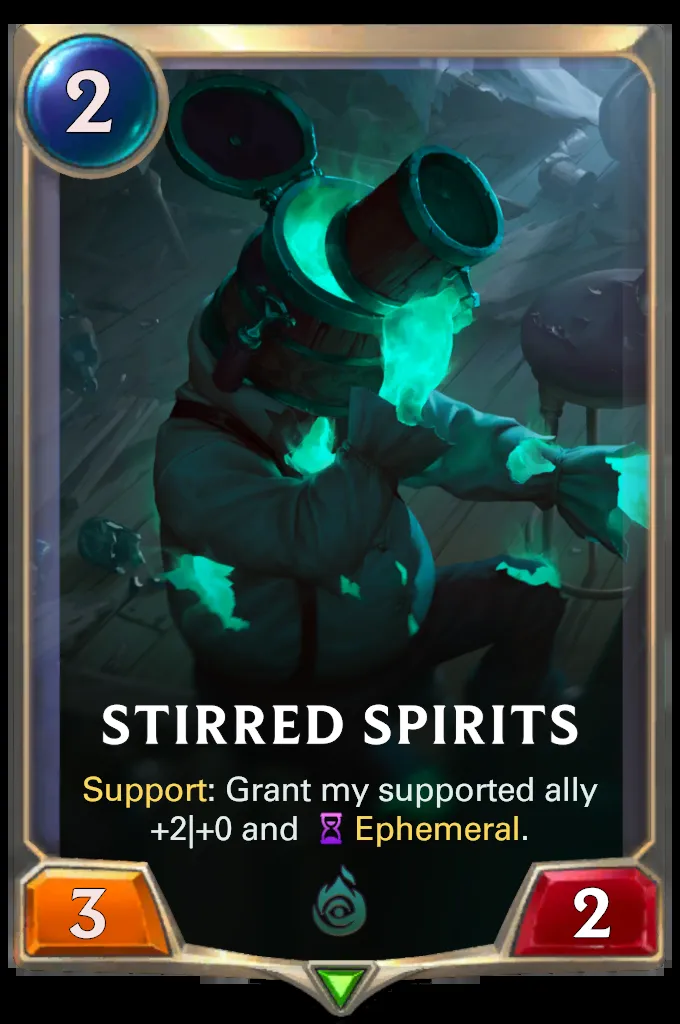 2
STIRRED SPIRITS
Support: Grant my supported ally
+2|+0 and Ephemeral.
3
2